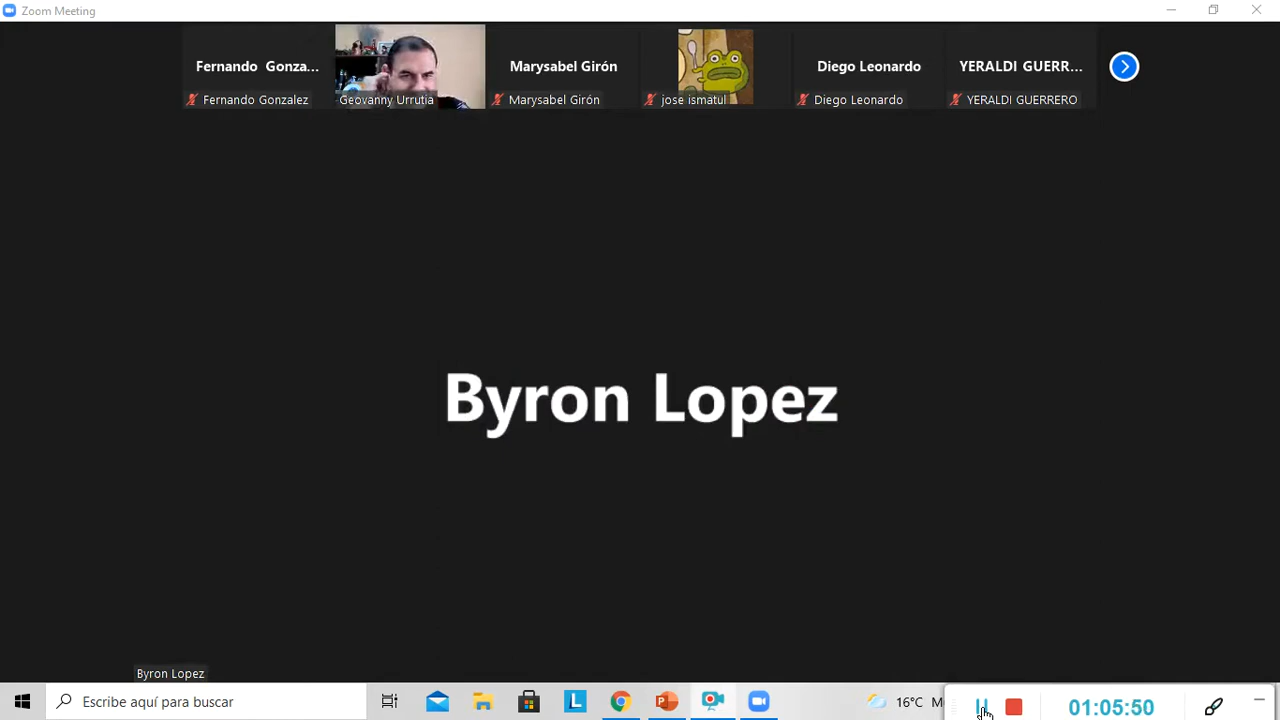 Zoom Meeting
Fernando Gonza...
Marysabel Girón
Diego Leonardo
YERALDI GUERR...
Fernando Gonzalez
Geovanny Urrutia
Marysabel Girón
jose ismatul
Diego Leonardo
YERALDI GUERRERO
Byron Lopez
Byron Lopez
Escribe aquí para buscar
L
16°C M
01:05:50